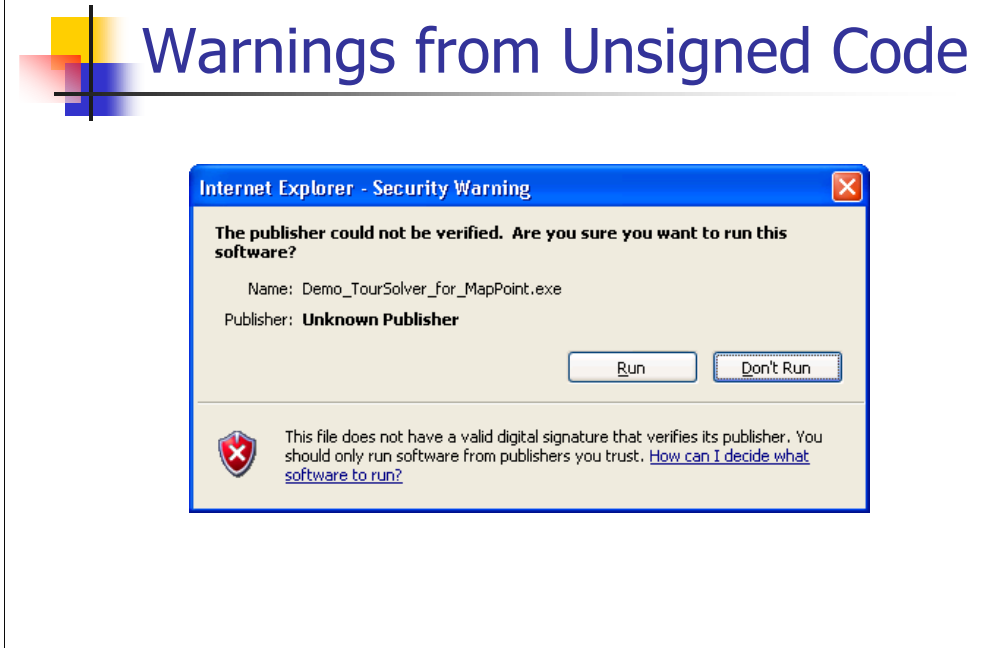 Warnings from Unsigned Code
Internet Explorer - Security Warning
The publisher could not be verified. Are you sure you want to run this
software?
Name: Demo_TourSolver_for_MapPoint.exe
Publisher: Unknown Publisher
Run Don't Run
This file does not have a valid digital signature that verifies its publisher. You
should only run software from publishers you trust. How can I decide what
software to run?